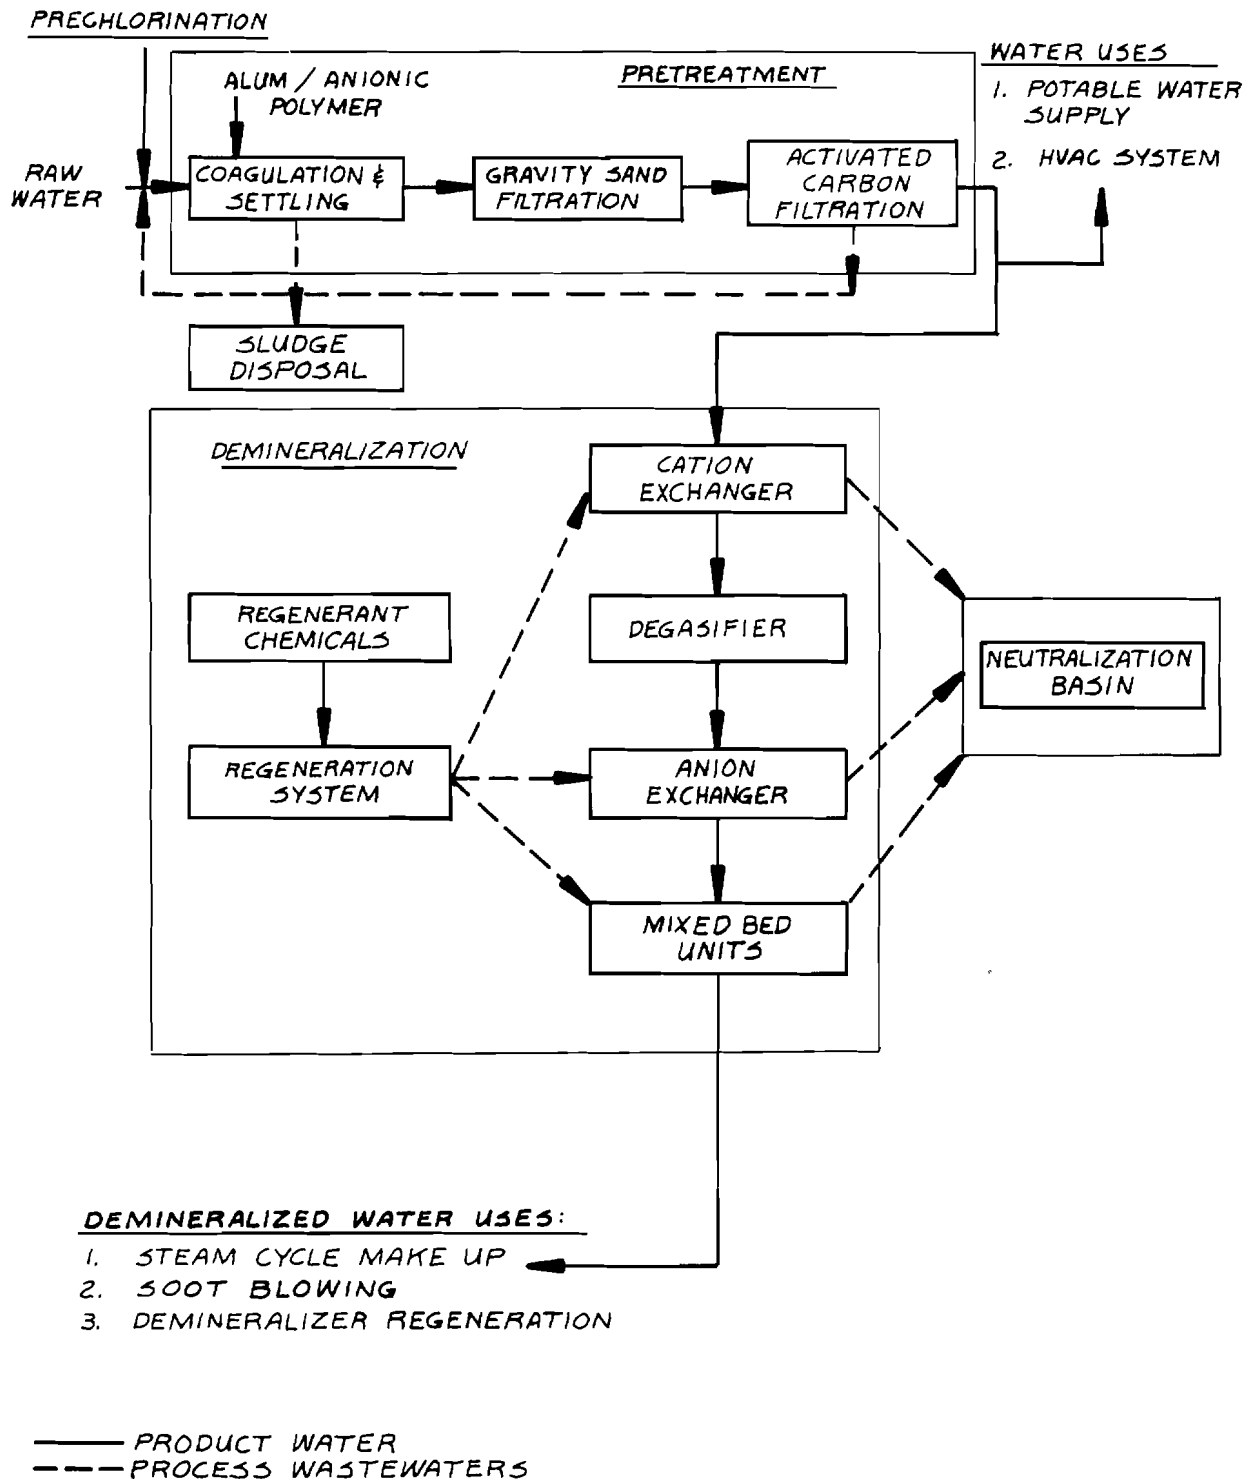 PRECHLORINATION
PRETREATMENT
ALUM / ANIONIC
POLYMER
WATER USES
1. POTABLE WATER
SUPPLY
2. HVAC SYSTEM
RAW
WATER
COAGULATION &
SETTLING
GRAVITY SAND
FILTRATION
ACTIVATED
CARBON
FILTRATION
SLUDGE
DISPOSAL
DEMINERALIZATION
CATION
EXCHANGER
REGENERANT
CHEMICALS
DEGASIFIER
NEUTRALIZATION
BASIN
REGENERATION
SYSTEM
ANION
EXCHANGER
MIXED BED
UNITS
DEMINERALIZED WATER USES:
1. STEAM CYCLE MAKE UP
2. SOOT BLOWING
3. DEMINERALIZER REGENERATION
PRODUCT WATER
PROCESS WASTEWATERS